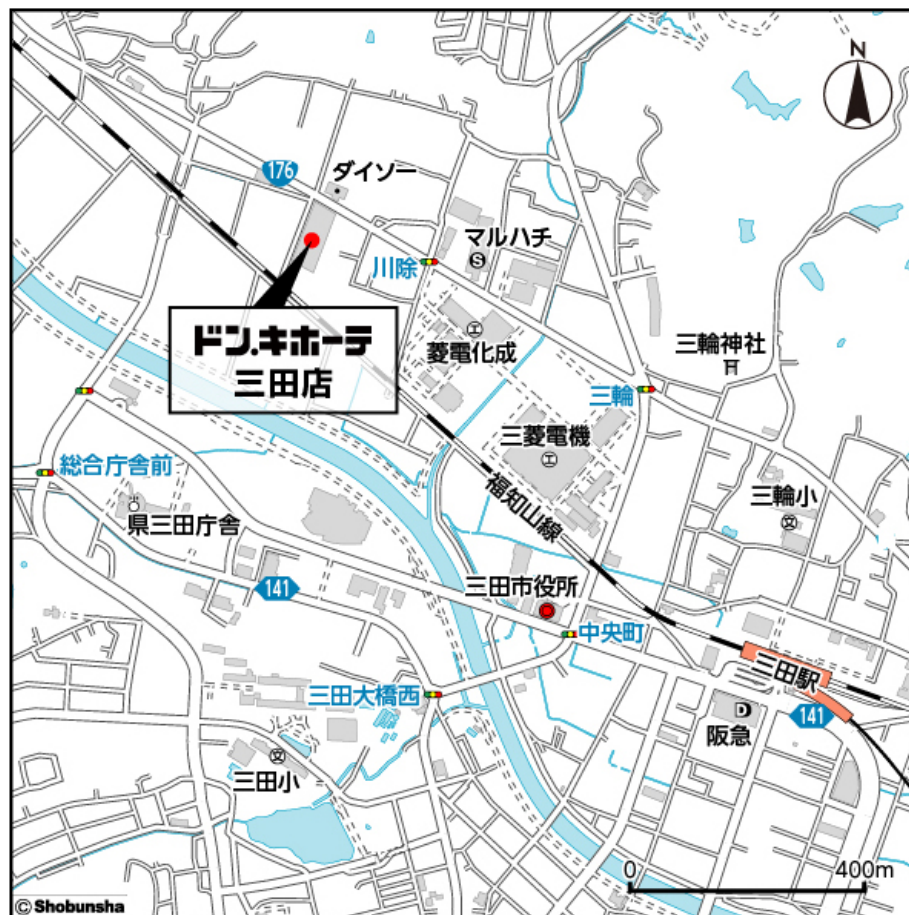 N
176
ダイソー
マルハチ
S
川除
ドン.キホーテ
三田店
工
菱電化成
三輪神社
三輪
三菱電機
工
総合庁舎前
福知山線
三輪小
文
県三田庁舎
141
三田市役所
中央町
三田駅
三田大橋西
D
141
阪急
文
三田小
0
400m
© Shobunsha